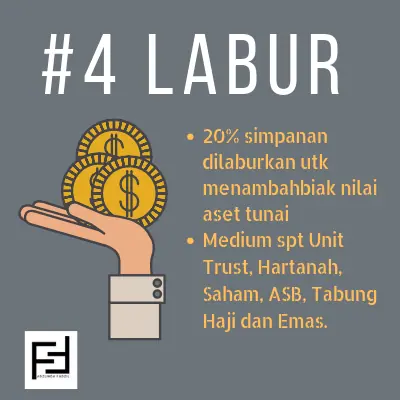 #4 LABUR
20% simpanan
dilaburkan utk
menambahbiak nilai
aset tunai
Medium spt Unit
Trust, Hartanah,
Saham, ASB, Tabung
Haji dan Emas.